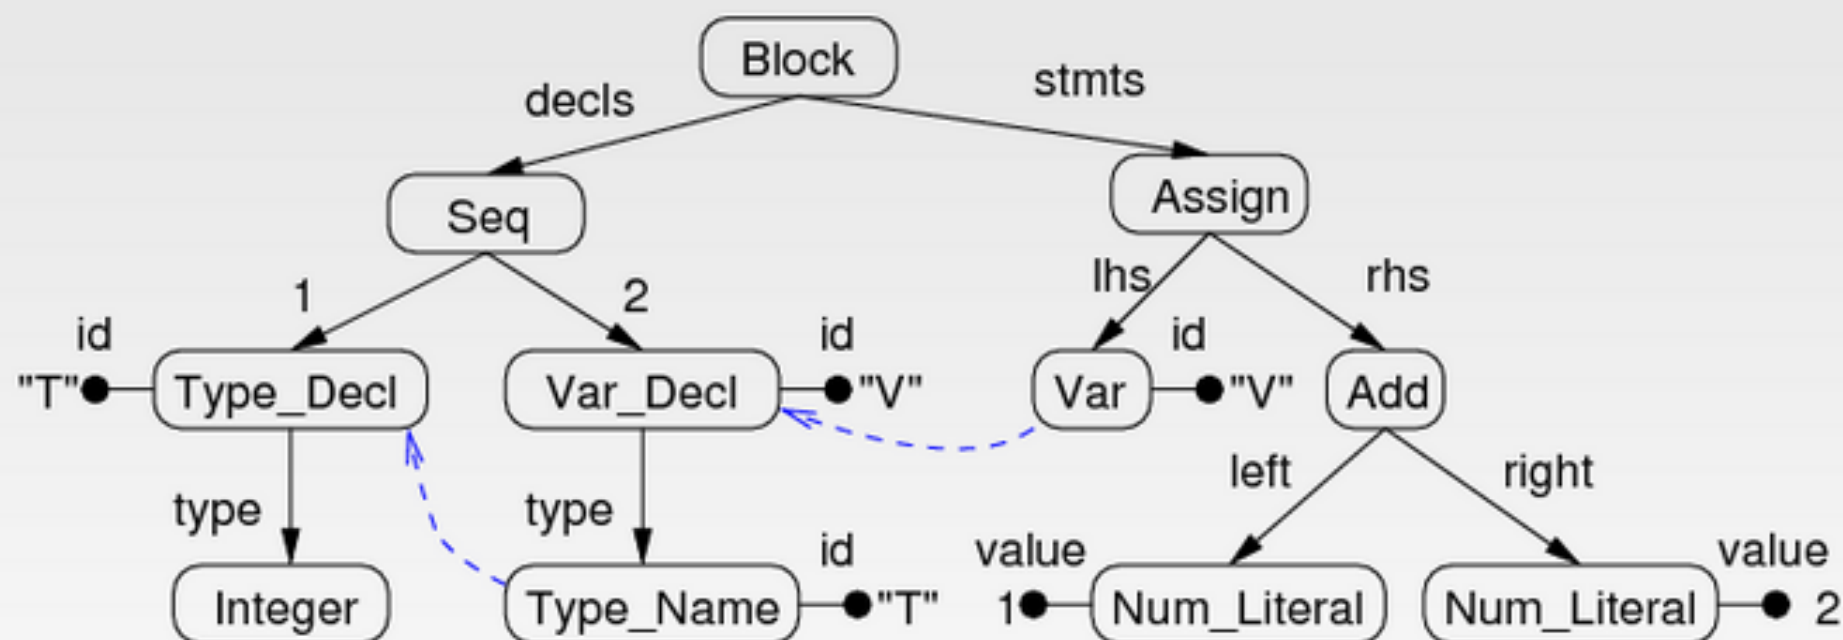 Block
decls
stmts
Seq
Assign
1
2
lhs
rhs
id
id
id
"T"
Type_Decl
Var_Decl
"V"
Var
"V"
Add
left
right
type
type
id
value
value
Integer
Type_Name
"T"
1
Num_Literal
Num_Literal
2